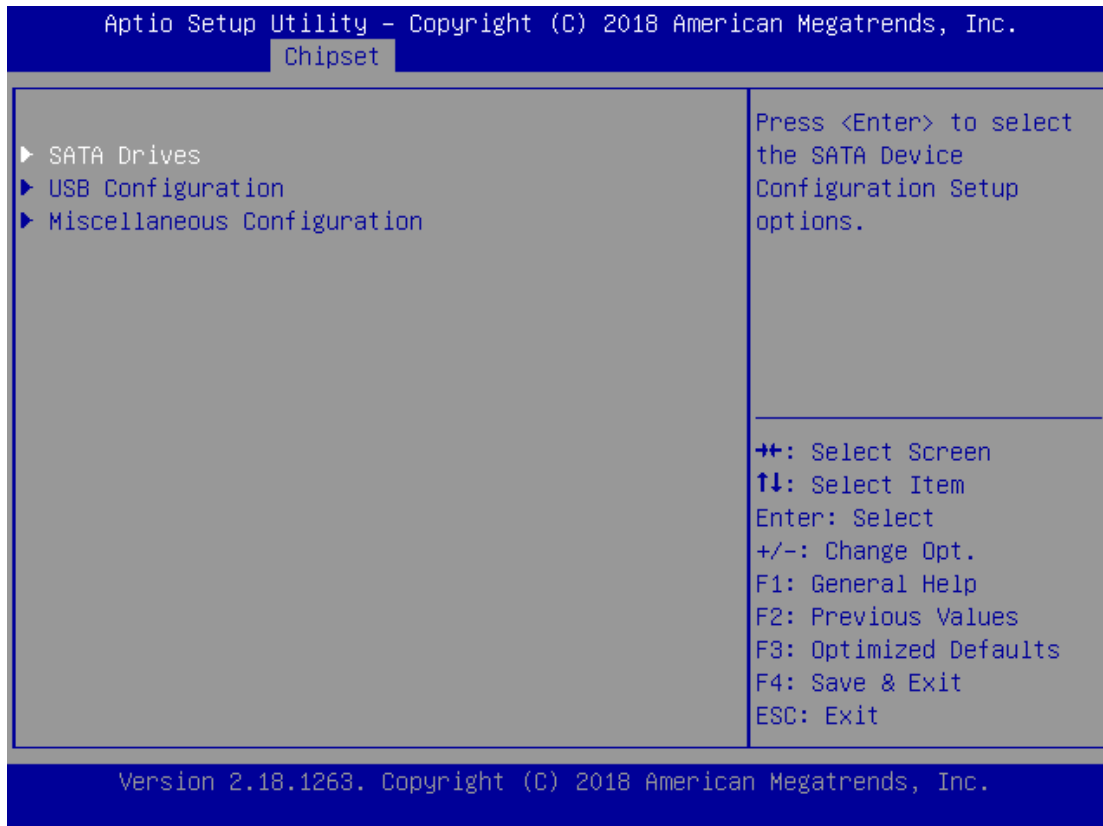 Aptio Setup Utility – Copyright (C) 2018 American Megatrends, Inc.
Chipset
▶ SATA Drives
▶ USB Configuration
▶ Miscellaneous Configuration
Press <Enter> to select
the SATA Device
Configuration Setup
options.
→←: Select Screen
↑↓: Select Item
Enter: Select
+/-: Change Opt.
F1: General Help
F2: Previous Values
F3: Optimized Defaults
F4: Save & Exit
ESC: Exit
Version 2.18.1263. Copyright (C) 2018 American Megatrends, Inc.